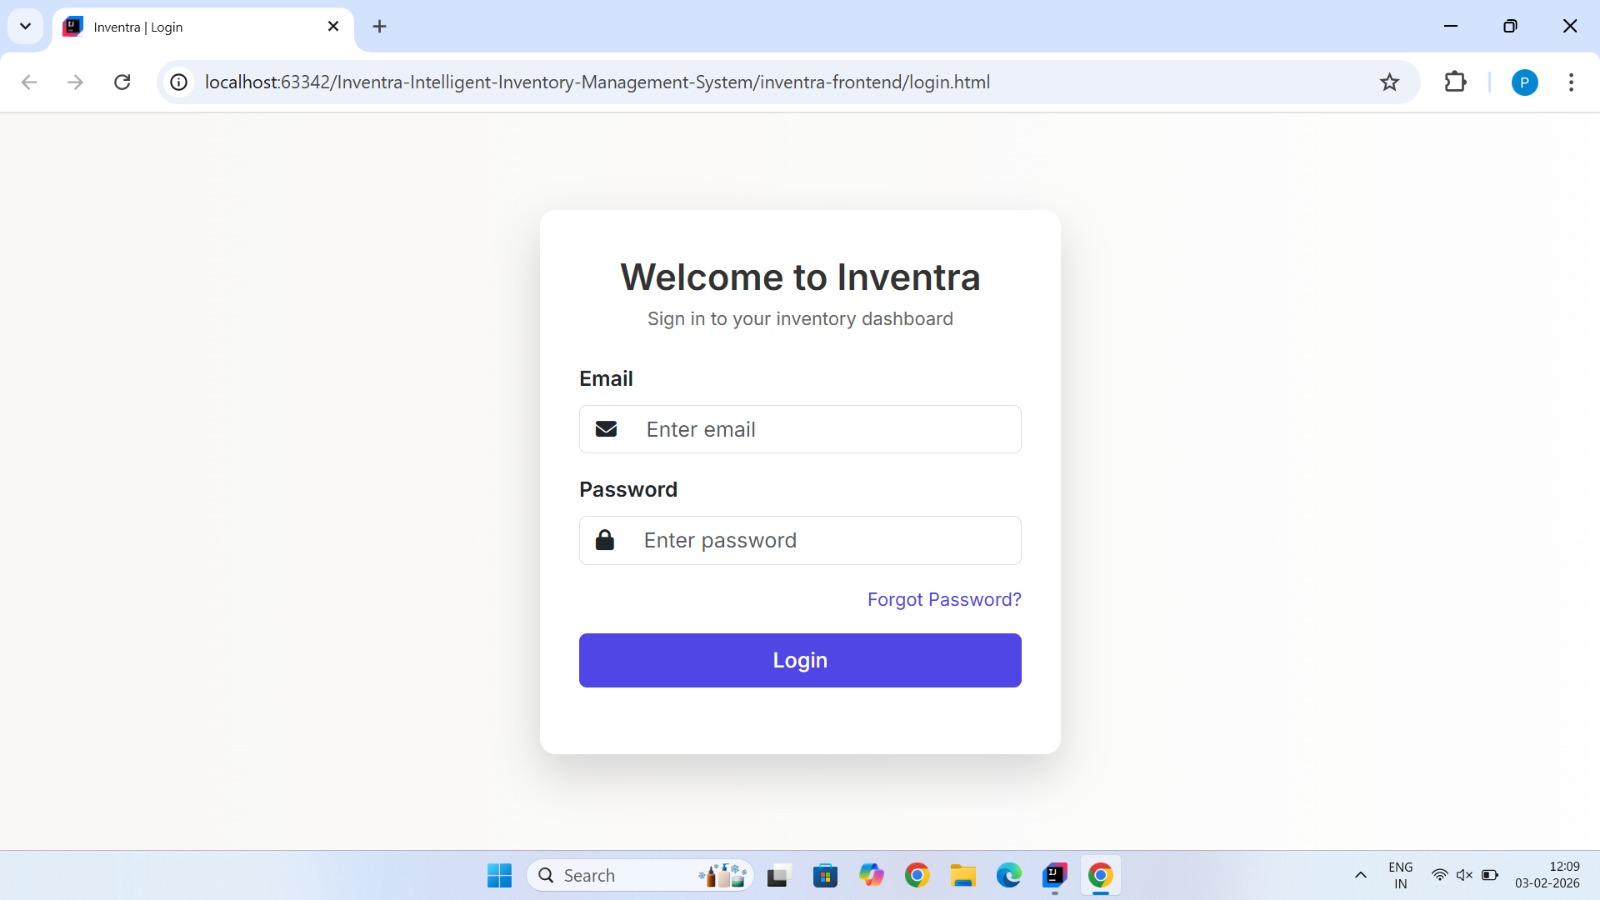 Inventra | Login
localhost:63342/Inventra-Intelligent-Inventory-Management-System/inventra-frontend/login.html
P
Welcome to Inventra
Sign in to your inventory dashboard
Email
Enter email
Password
Enter password
Forgot Password?
Login
Search
ENG
IN
12:09
03-02-2026